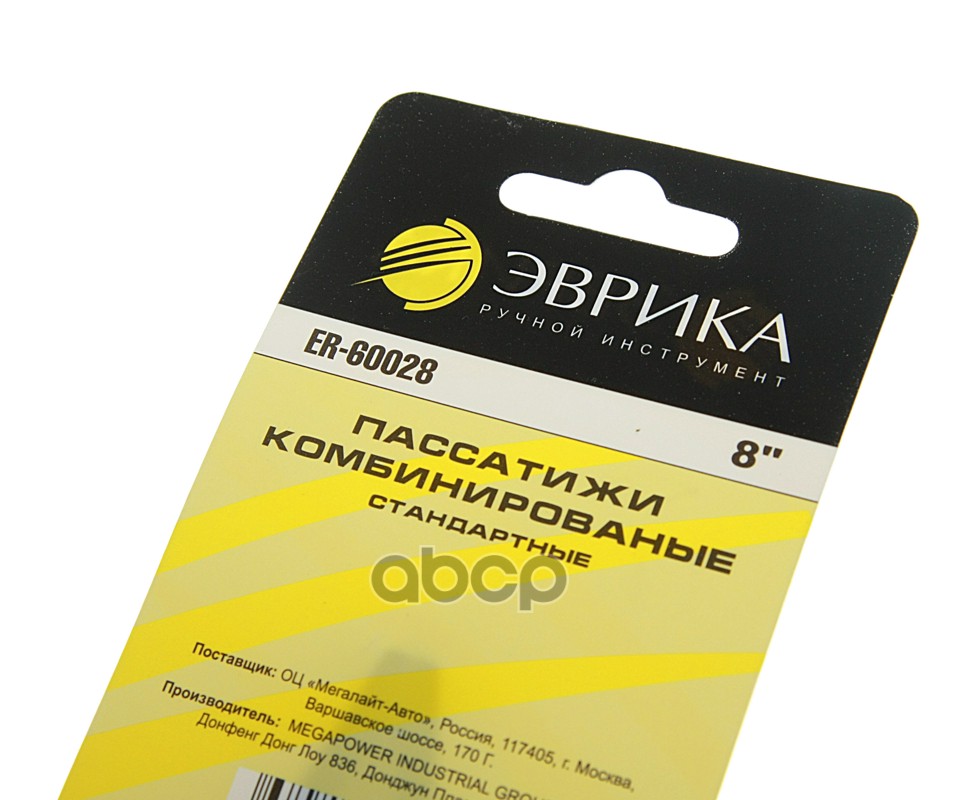 ЭВРИКА
РУЧНОЙ ИНСТРУМЕНТ
ER-60028
8"
ПАССАТИЖИ
КОМБИНИРОВАНЫЕ
СТАНДАРТНЫЕ
abcp
Поставщик: ОЦ «Мегалайт-Авто», Россия, 117405, г. Москва,
Варшавское шоссе, 170 Г.
Производитель: MEGAPOWER INDUSTRIAL
Донфенг Донг Лоу 836, Донджун